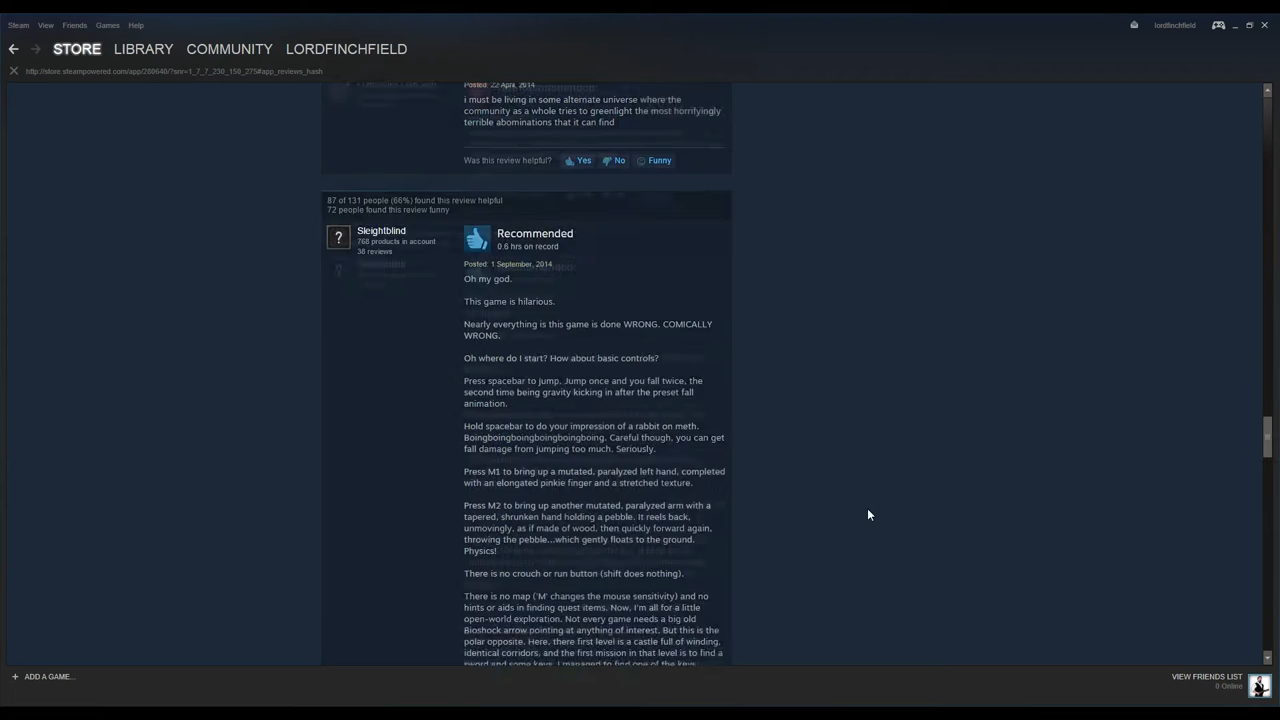 Steam View Friends Games Help
lordfinchfield
STORE LIBRARY COMMUNITY LORDFINCHFIELD
http://store.steampowered.com/app/280640/?snr=1_7_7_230_150_275#app_reviews_hash
Posted: 22 April, 2014
i must be living in some alternate universe where the
community as a whole tries to greenlight the most horrifyingly
terrible abominations that it can find
Was this review helpful? Yes No Funny
87 of 131 people (66%) found this review helpful
72 people found this review funny
Sleightblind
768 products in account
38 reviews
Recommended
0.6 hrs on record
Posted: 1 September, 2014
Oh my god.
This game is hilarious.
Nearly everything is this game is done WRONG. COMICALLY
WRONG.
Oh where do I start? How about basic controls?
Press spacebar to jump. Jump once and you fall twice, the
second time being gravity kicking in after the preset fall
animation.
Hold spacebar to do your impression of a rabbit on meth.
Boingboingboingboingboingboing. Careful though, you can get
fall damage from jumping too much. Seriously.
Press M1 to bring up a mutated, paralyzed left hand, completed
with an elongated pinkie finger and a stretched texture.
Press M2 to bring up another mutated, paralyzed arm with a
tapered, shrunken hand holding a pebble. It reels back,
unmovingly, as if made of wood, then quickly forward again,
throwing the pebble...which gently floats to the ground.
Physics!
There is no crouch or run button (shift does nothing).
There is no map ('M' changes the mouse sensitivity) and no
hints or aids in finding quest items. Now, I'm all for a little
open-world exploration. Not every game needs a big old
Bioshock arrow pointing at anything of interest. But this is the
polar opposite. Here, there first level is a castle full of winding,
identical corridors, and the first mission in that level is to find a
sword and some keys. I managed to find one of the keys
+ ADD A GAME...
VIEW FRIENDS LIST
0 Online